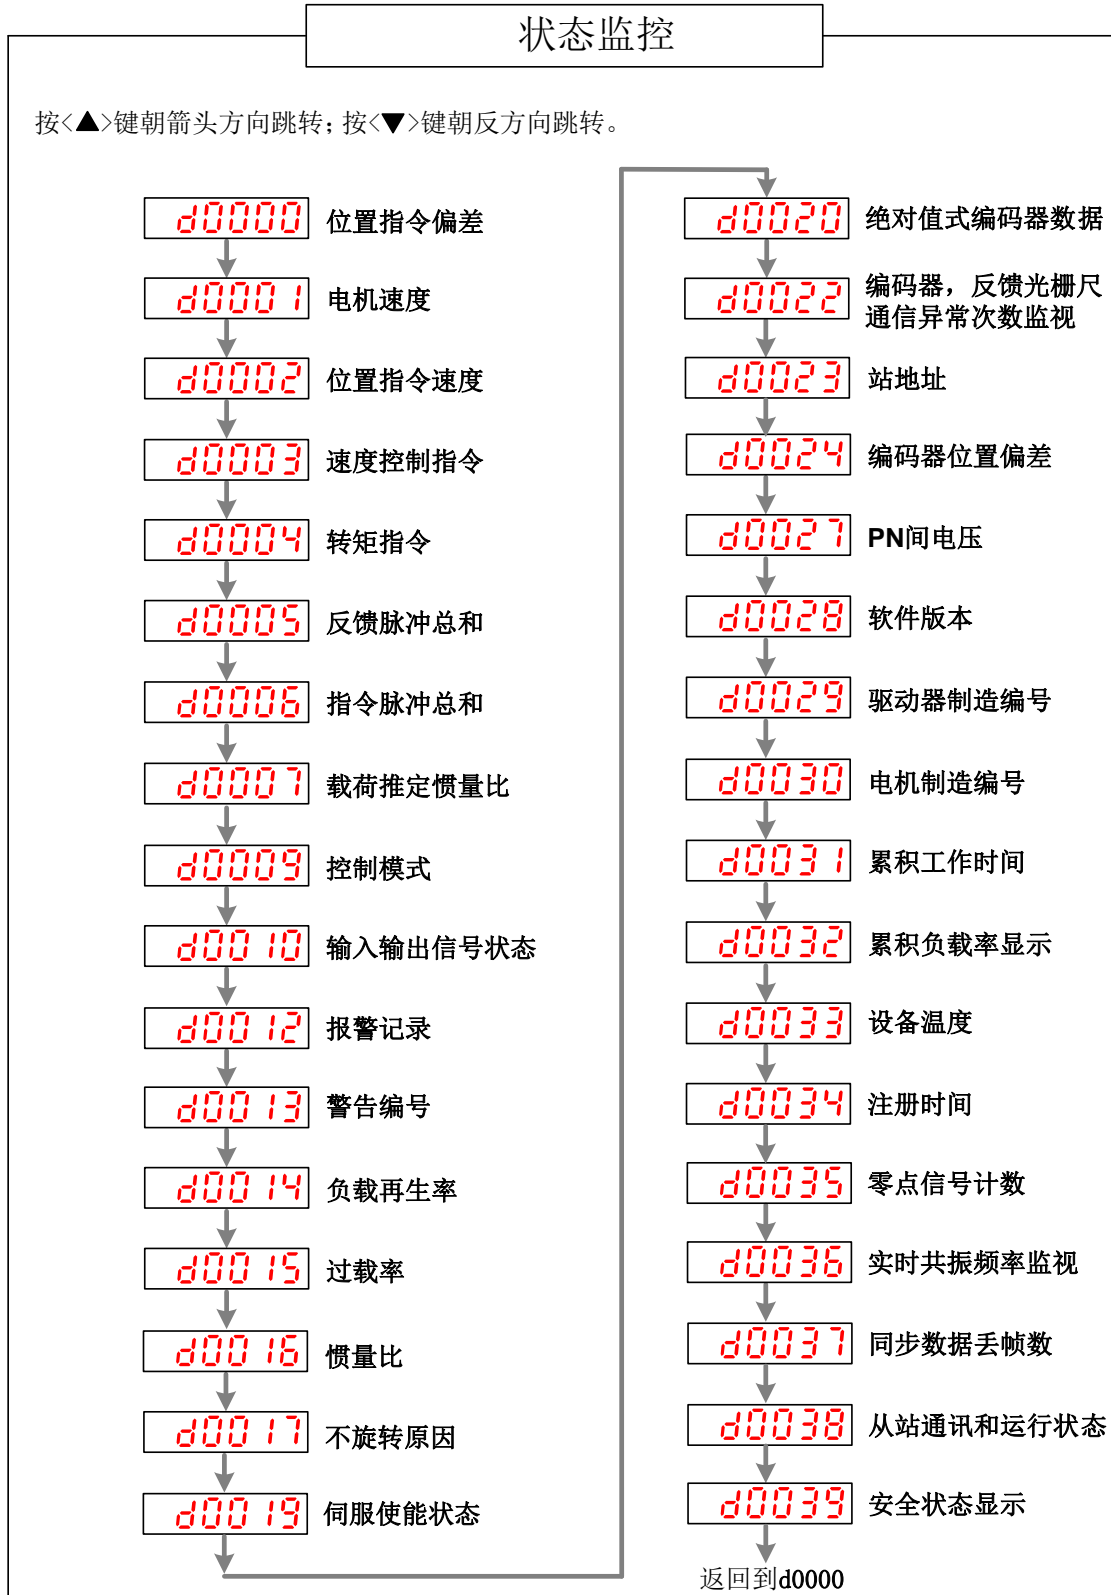 状态监控
按<▲>键朝箭头方向跳转；按<▼>键朝反方向跳转。
d0000 位置指令偏差
d0001 电机速度
d0002 位置指令速度
d0003 速度控制指令
d0004 转矩指令
d0005 反馈脉冲总和
d0006 指令脉冲总和
d0007 载荷推定惯量比
d0009 控制模式
d0010 输入输出信号状态
d0012 报警记录
d0013 警告编号
d0014 负载再生率
d0015 过载率
d0016 惯量比
d0017 不旋转原因
d0019 伺服使能状态
d0020 绝对值式编码器数据
d0022 编码器，反馈光栅尺
通信异常次数监视
d0023 站地址
d0024 编码器位置偏差
d0027 PN间电压
d0028 软件版本
d0029 驱动器制造编号
d0030 电机制造编号
d0031 累积工作时间
d0032 累积负载率显示
d0033 设备温度
d0034 注册时间
d0035 零点信号计数
d0036 实时共振频率监视
d0037 同步数据丢帧数
d0038 从站通讯和运行状态
d0039 安全状态显示
返回到d0000